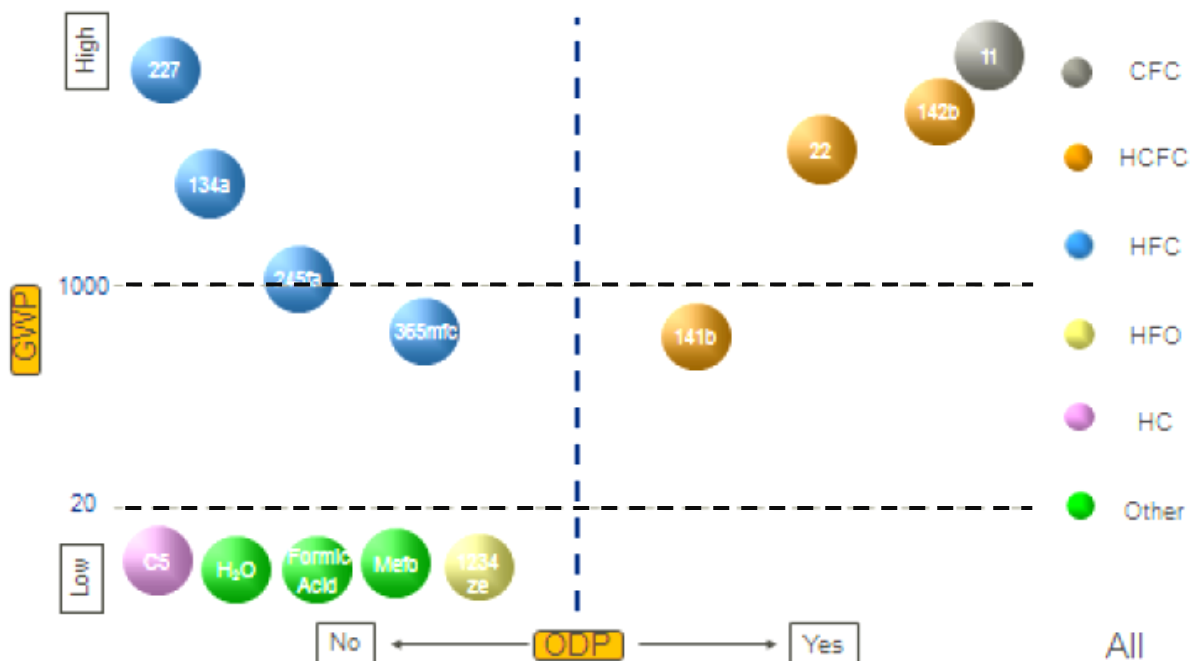 High
227
11
CFC
142b
22
HCFC
134a
HFC
245fa
1000
GWP
365mfc
141b
HFO
HC
20
Other
Low
C5
H₂O
Formic
Acid
Mefo
1234
ze
No
ODP
Yes
All